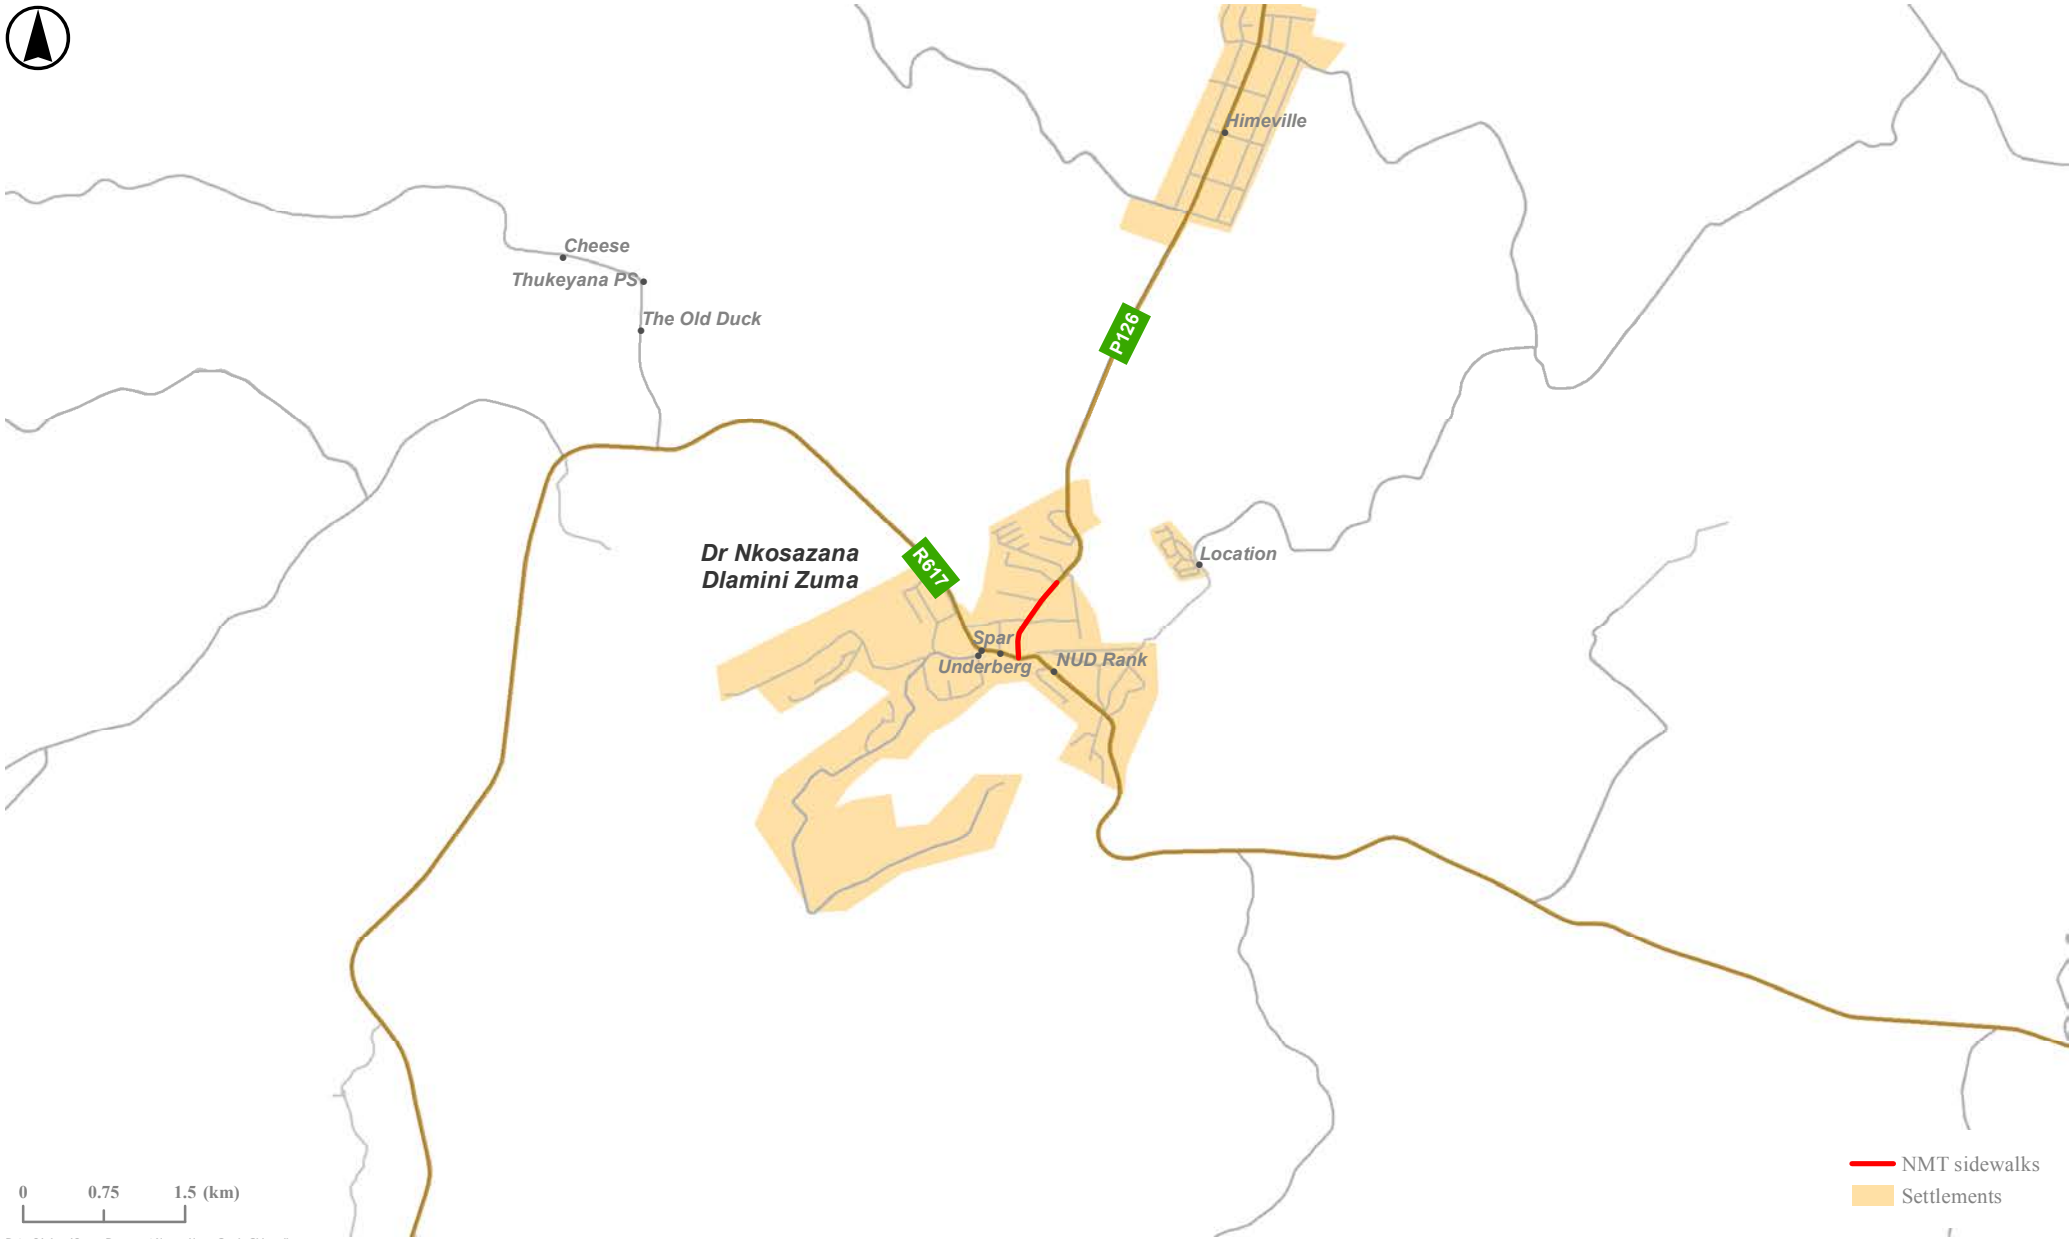 Himeville
Cheese
Thukeyana PS
The Old Duck
P126
Dr Nkosazana
Dlamini Zuma
R617
Location
Spar
Underberg
NUD Rank
NMT sidewalks
Settlements
0 0.75 1.5 (km)